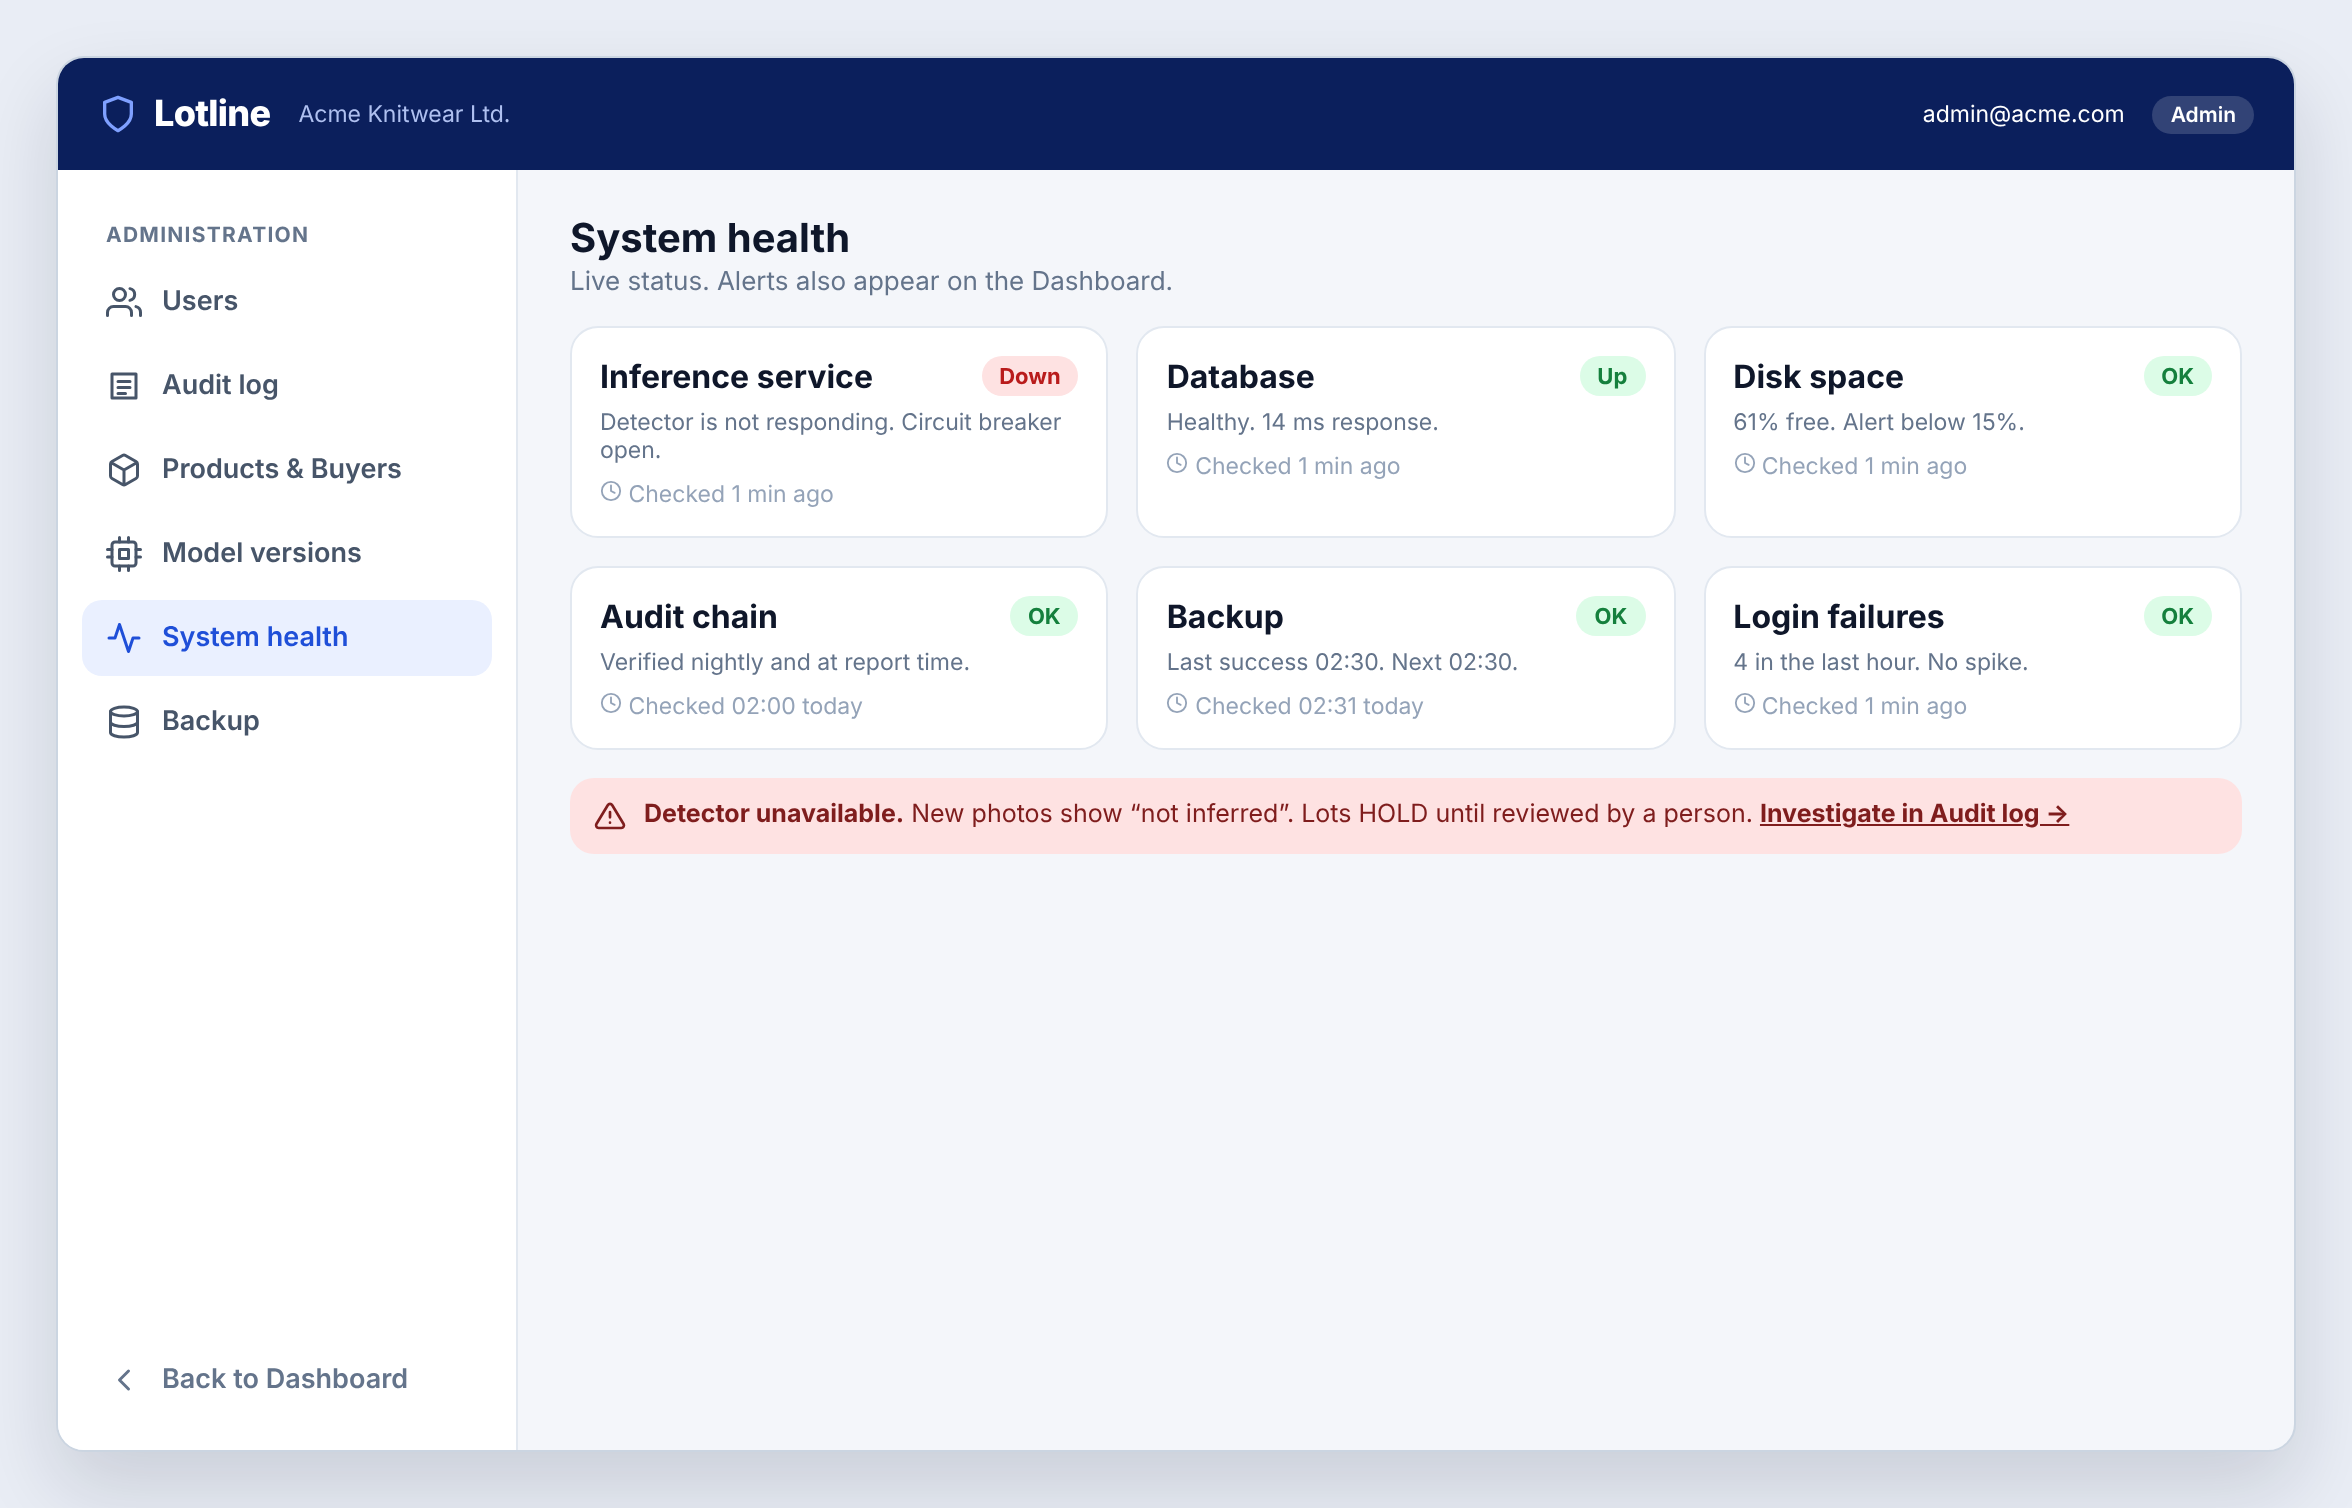 Lotline
Acme Knitwear Ltd.
admin@acme.com
Admin
ADMINISTRATION
Users
Audit log
Products & Buyers
Model versions
System health
Backup
Back to Dashboard
System health
Live status. Alerts also appear on the Dashboard.
Inference service
Down
Detector is not responding. Circuit breaker
open.
Checked 1 min ago
Database
Up
Healthy. 14 ms response.
Checked 1 min ago
Disk space
OK
61% free. Alert below 15%.
Checked 1 min ago
Audit chain
OK
Verified nightly and at report time.
Checked 02:00 today
Backup
OK
Last success 02:30. Next 02:30.
Checked 02:31 today
Login failures
OK
4 in the last hour. No spike.
Checked 1 min ago
Detector unavailable. New photos show “not inferred”. Lots HOLD until reviewed by a person. Investigate in Audit log →